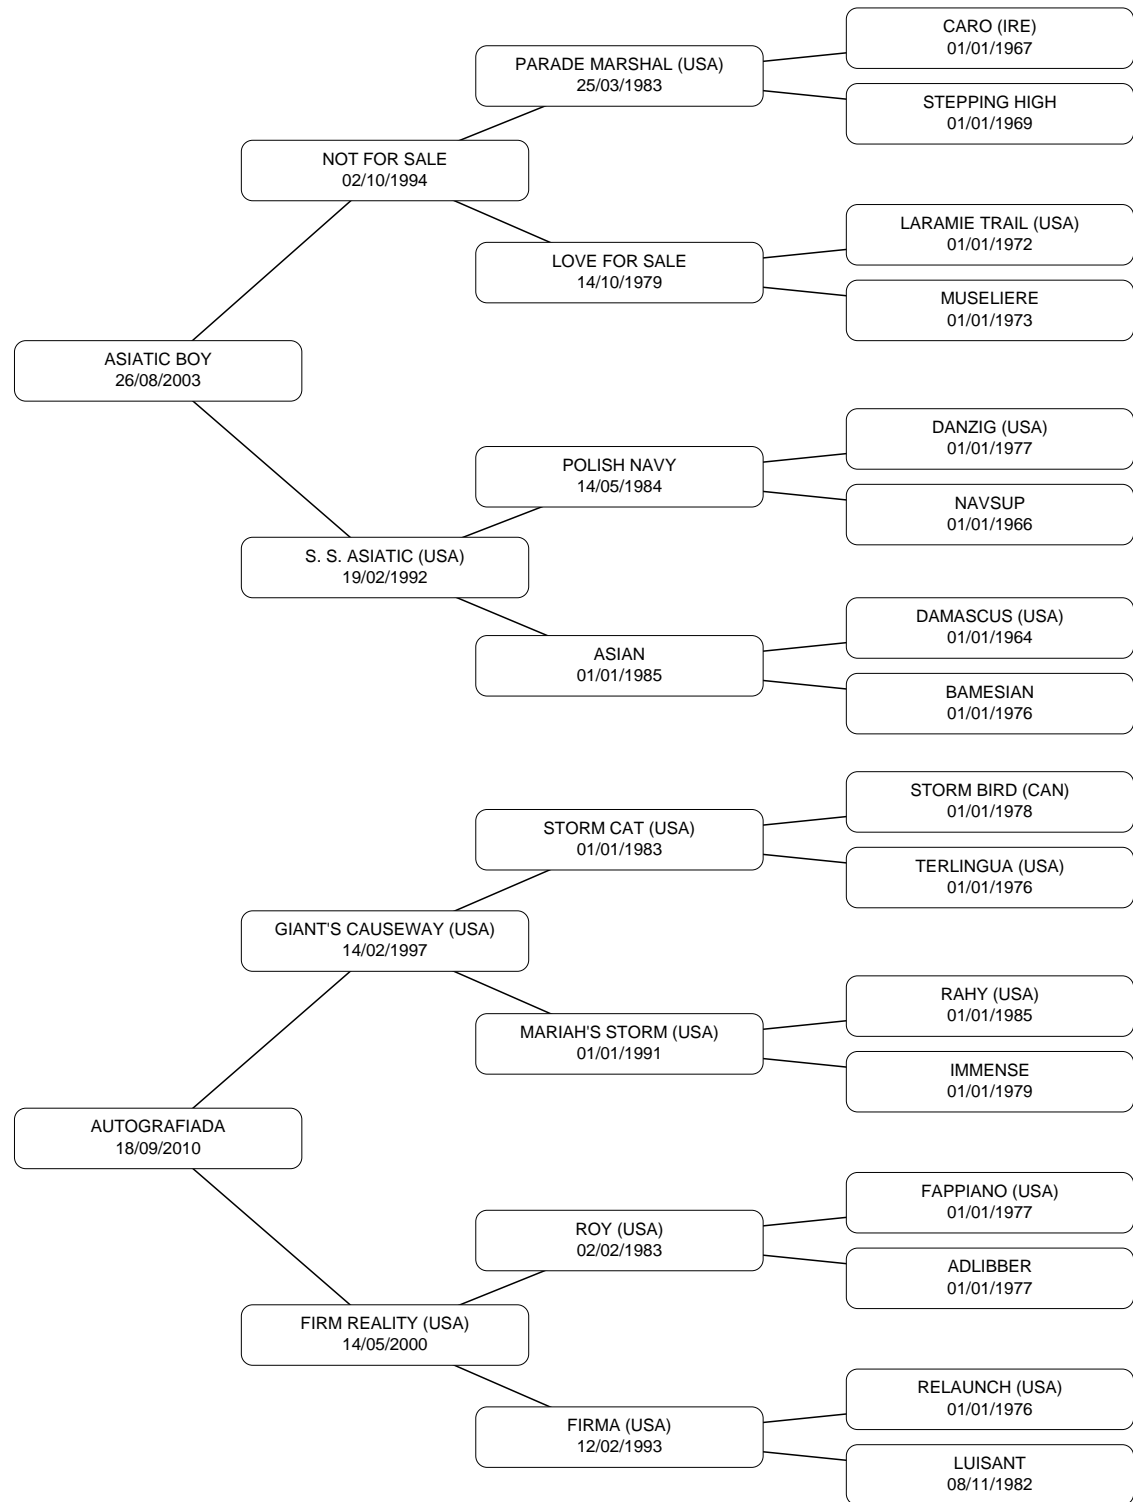 CARO (IRE)
01/01/1967
PARADE MARSHAL (USA)
25/03/1983
STEPPING HIGH
01/01/1969
NOT FOR SALE
02/10/1994
LARAMIE TRAIL (USA)
01/01/1972
LOVE FOR SALE
14/10/1979
MUSELIERE
01/01/1973
ASIATIC BOY
26/08/2003
DANZIG (USA)
01/01/1977
POLISH NAVY
14/05/1984
NAVSUP
01/01/1966
S. S. ASIATIC (USA)
19/02/1992
DAMASCUS (USA)
01/01/1964
ASIAN
01/01/1985
BAMESIAN
01/01/1976
STORM BIRD (CAN)
01/01/1978
STORM CAT (USA)
01/01/1983
TERLINGUA (USA)
01/01/1976
GIANT'S CAUSEWAY (USA)
14/02/1997
RAHY (USA)
01/01/1985
MARIAH'S STORM (USA)
01/01/1991
IMMENSE
01/01/1979
AUTOGRAFIADA
18/09/2010
FAPPIANO (USA)
01/01/1977
ROY (USA)
02/02/1983
ADLIBBER
01/01/1977
FIRM REALITY (USA)
14/05/2000
RELAUNCH (USA)
01/01/1976
FIRMA (USA)
12/02/1993
LUISANT
08/11/1982